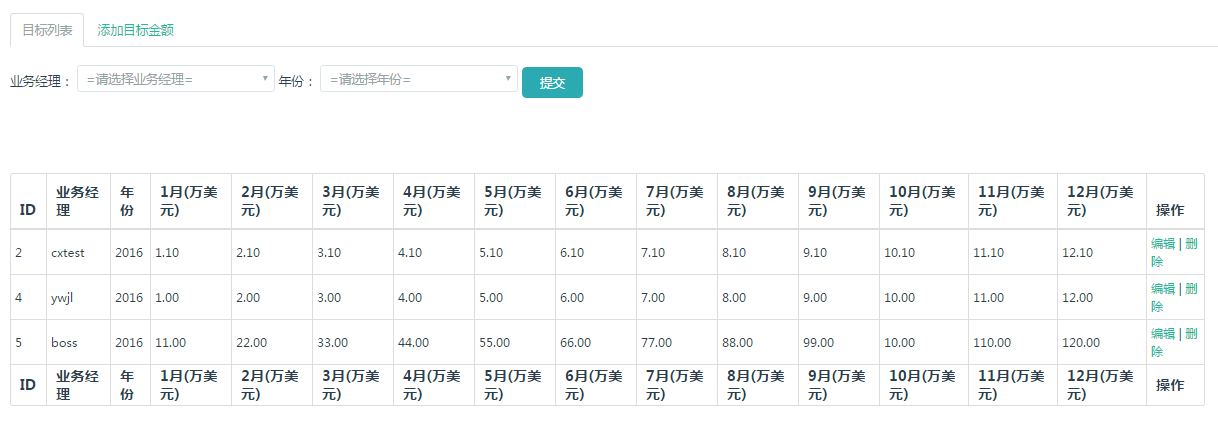 目标列表 添加目标金额
业务经理： =请选择业务经理= 年份： =请选择年份= 提交
ID 业务经理 年份 1月(万美元) 2月(万美元) 3月(万美元) 4月(万美元) 5月(万美元) 6月(万美元) 7月(万美元) 8月(万美元) 9月(万美元) 10月(万美元) 11月(万美元) 12月(万美元) 操作
2 cxtest 2016 1.10 2.10 3.10 4.10 5.10 6.10 7.10 8.10 9.10 10.10 11.10 12.10 编辑 | 删除
4 ywjl 2016 1.00 2.00 3.00 4.00 5.00 6.00 7.00 8.00 9.00 10.00 11.00 12.00 编辑 | 删除
5 boss 2016 11.00 22.00 33.00 44.00 55.00 66.00 77.00 88.00 99.00 10.00 110.00 120.00 编辑 | 删除
ID 业务经理 年份 1月(万美元) 2月(万美元) 3月(万美元) 4月(万美元) 5月(万美元) 6月(万美元) 7月(万美元) 8月(万美元) 9月(万美元) 10月(万美元) 11月(万美元) 12月(万美元) 操作